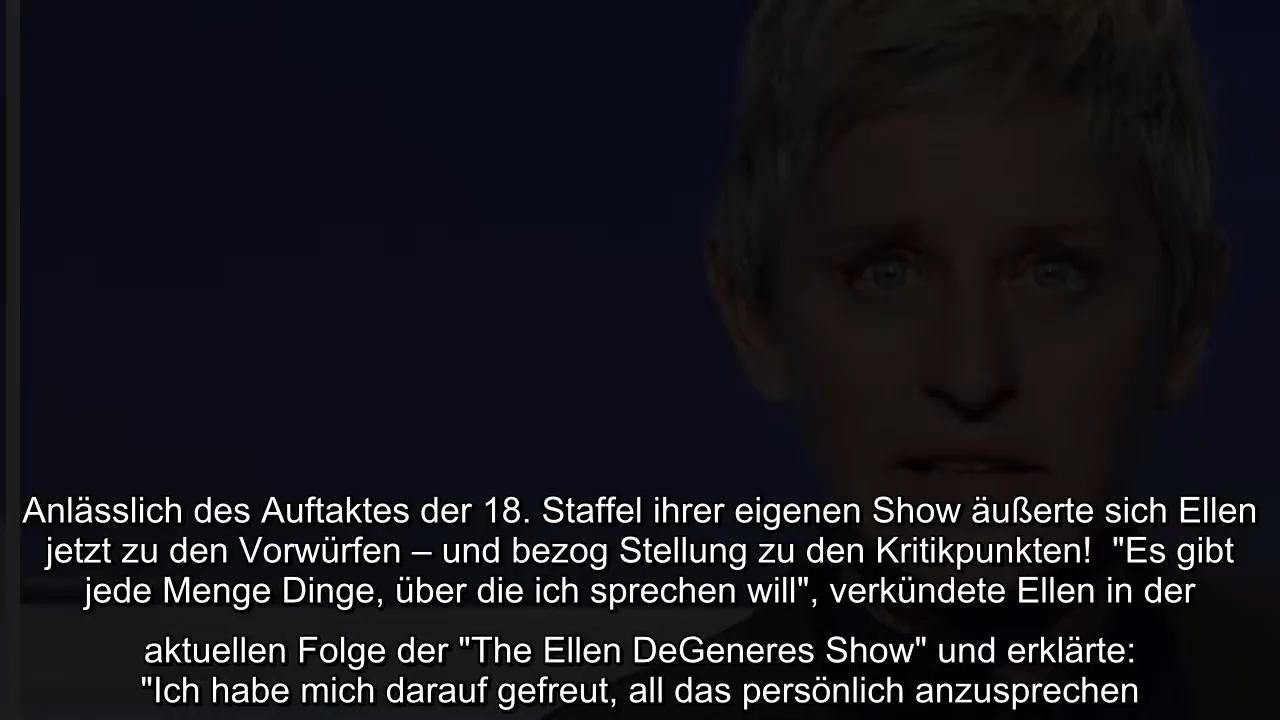 Anlässlich des Auftaktes der 18. Staffel ihrer eigenen Show äußerte sich Ellen
jetzt zu den Vorwürfen – und bezog Stellung zu den Kritikpunkten!  "Es gibt
jede Menge Dinge, über die ich sprechen will", verkündete Ellen in der
aktuellen Folge der "The Ellen DeGeneres Show" und erklärte:
"Ich habe mich darauf gefreut, all das persönlich anzusprechen